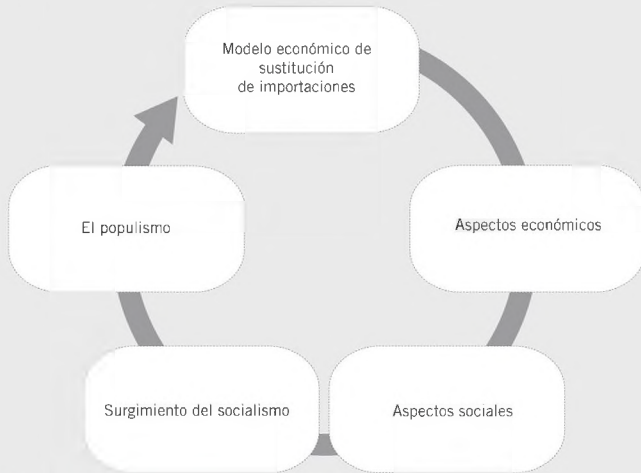 Modelo económico de
sustitución
de importaciones
El populismo
Aspectos económicos
Surgimiento del socialismo
Aspectos sociales